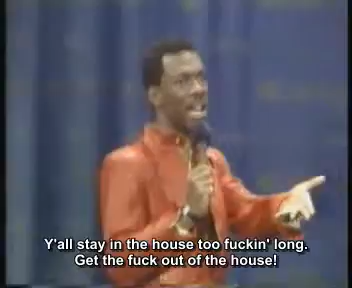 Y'all stay in the house too fuckin' long.
Get the fuck out of the house!